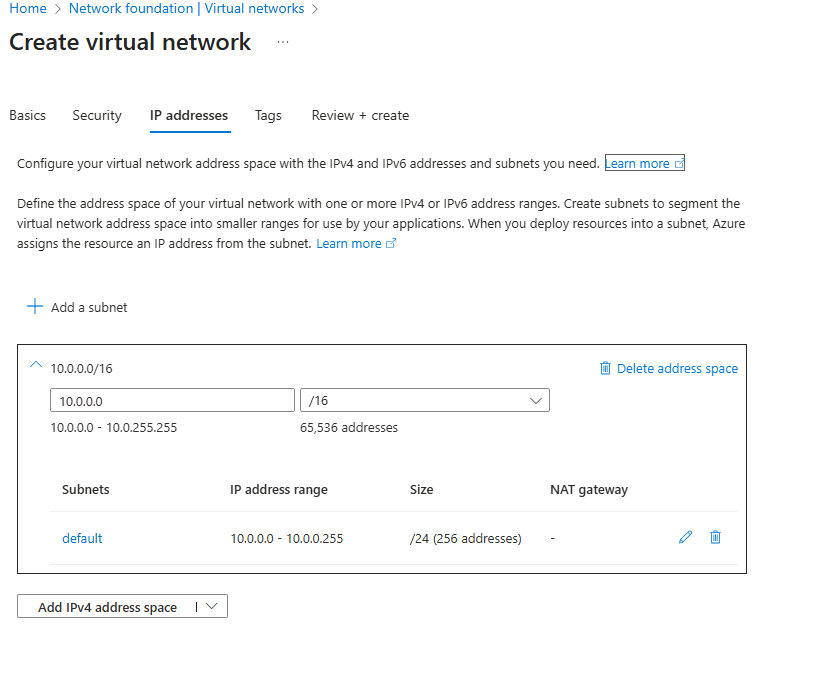 Home > Network foundation | Virtual networks >
Create virtual network ...
Basics Security IP addresses Tags Review + create
Configure your virtual network address space with the IPv4 and IPv6 addresses and subnets you need. Learn more
Define the address space of your virtual network with one or more IPv4 or IPv6 address ranges. Create subnets to segment the
virtual network address space into smaller ranges for use by your applications. When you deploy resources into a subnet, Azure
assigns the resource an IP address from the subnet. Learn more
+ Add a subnet
10.0.0.0/16 Delete address space
10.0.0.0 /16
10.0.0.0 - 10.0.255.255 65,536 addresses
Subnets IP address range Size NAT gateway
default 10.0.0.0 - 10.0.0.255 /24 (256 addresses) -
Add IPv4 address space |